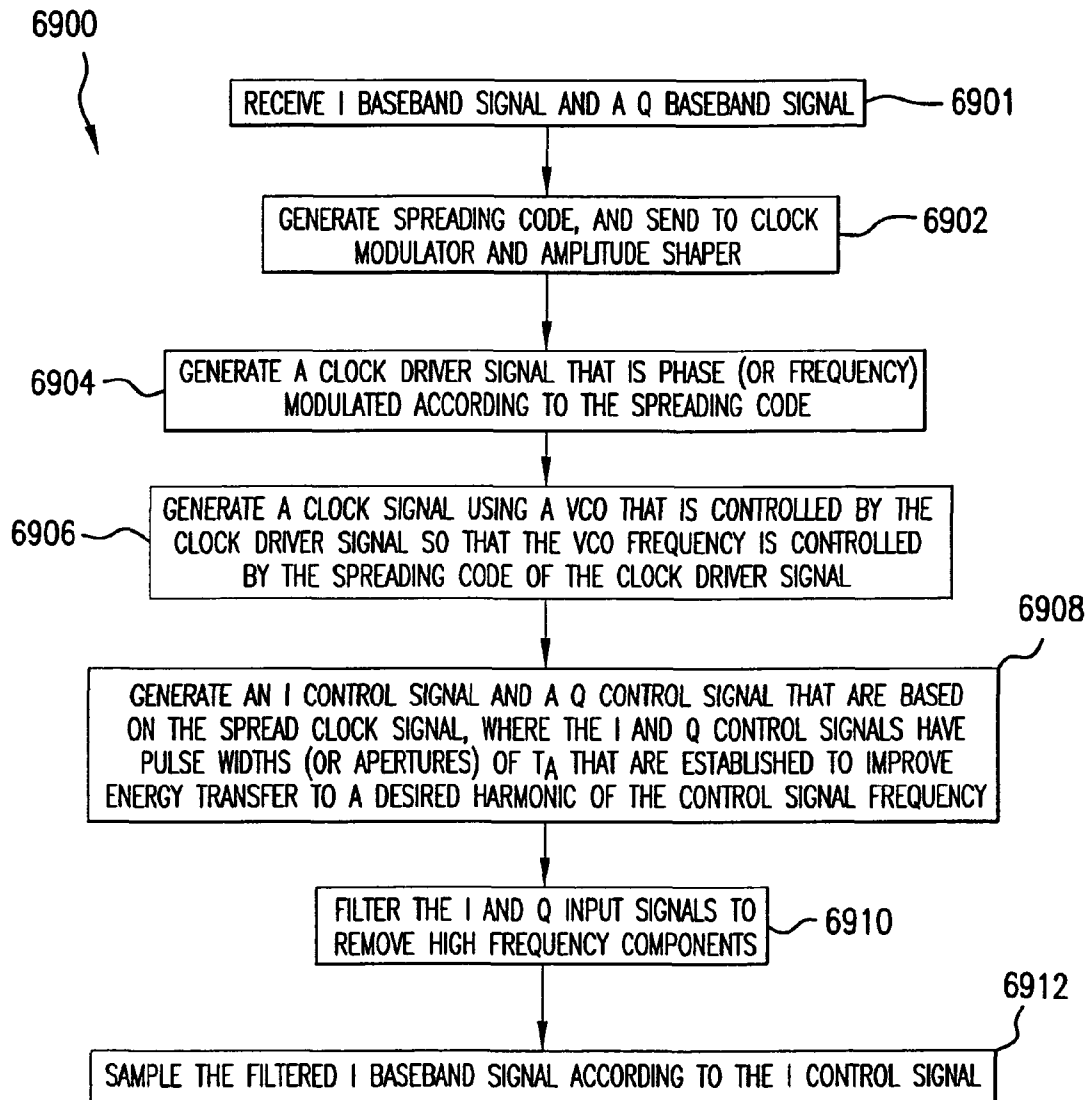 6900
RECEIVE I BASEBAND SIGNAL AND A Q BASEBAND SIGNAL
6901
GENERATE SPREADING CODE, AND SEND TO CLOCK
MODULATOR AND AMPLITUDE SHAPER
6902
6904
GENERATE A CLOCK DRIVER SIGNAL THAT IS PHASE (OR FREQUENCY)
MODULATED ACCORDING TO THE SPREADING CODE
6906
GENERATE A CLOCK SIGNAL USING A VCO THAT IS CONTROLLED BY THE
CLOCK DRIVER SIGNAL SO THAT THE VCO FREQUENCY IS CONTROLLED
BY THE SPREADING CODE OF THE CLOCK DRIVER SIGNAL
6908
GENERATE AN I CONTROL SIGNAL AND A Q CONTROL SIGNAL THAT ARE BASED
ON THE SPREAD CLOCK SIGNAL, WHERE THE I AND Q CONTROL SIGNALS HAVE
PULSE WIDTHS (OR APERTURES) OF TA THAT ARE ESTABLISHED TO IMPROVE
ENERGY TRANSFER TO A DESIRED HARMONIC OF THE CONTROL SIGNAL FREQUENCY
FILTER THE I AND Q INPUT SIGNALS TO
REMOVE HIGH FREQUENCY COMPONENTS
6910
6912
SAMPLE THE FILTERED I BASEBAND SIGNAL ACCORDING TO THE I CONTROL SIGNAL